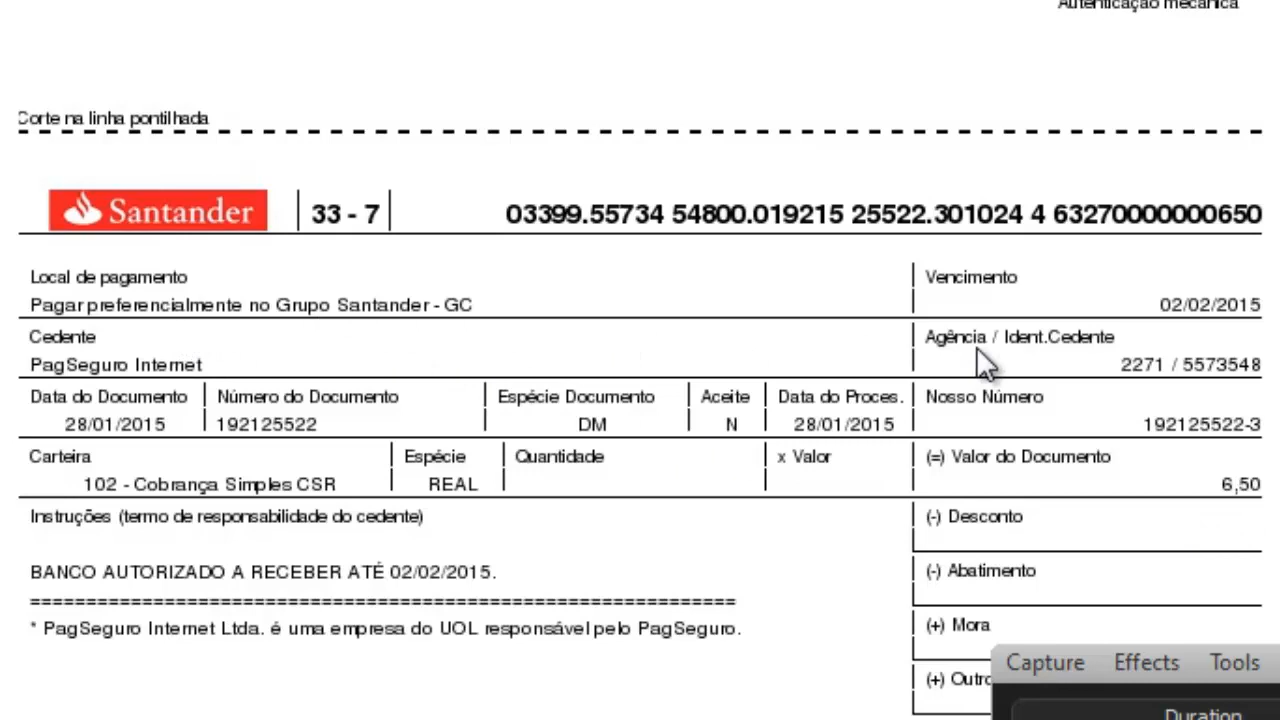 Autenticação mecânica
Corte na linha pontilhada
Santander 33 - 7 03399.55734 54800.019215 25522.301024 4 63270000000650
Local de pagamento Vencimento
Pagar preferencialmente no Grupo Santander - GC 02/02/2015
Cedente Agência / Ident.Cedente
PagSeguro Internet 2271 / 5573548
Data do Documento Número do Documento Espécie Documento Aceite Data do Proces. Nosso Número
28/01/2015 192125522 DM N 28/01/2015 192125522-3
Carteira Espécie Quantidade x Valor (=) Valor do Documento
102 - Cobrança Simples CSR REAL 6,50
Instruções (termo de responsabilidade do cedente) (-) Desconto
BANCO AUTORIZADO A RECEBER ATÉ 02/02/2015. (-) Abatimento
===============================================================
* PagSeguro Internet Ltda. é uma empresa do UOL responsável pelo PagSeguro. (+) Mora
Capture Effects Tools
(+) Outro
Duration